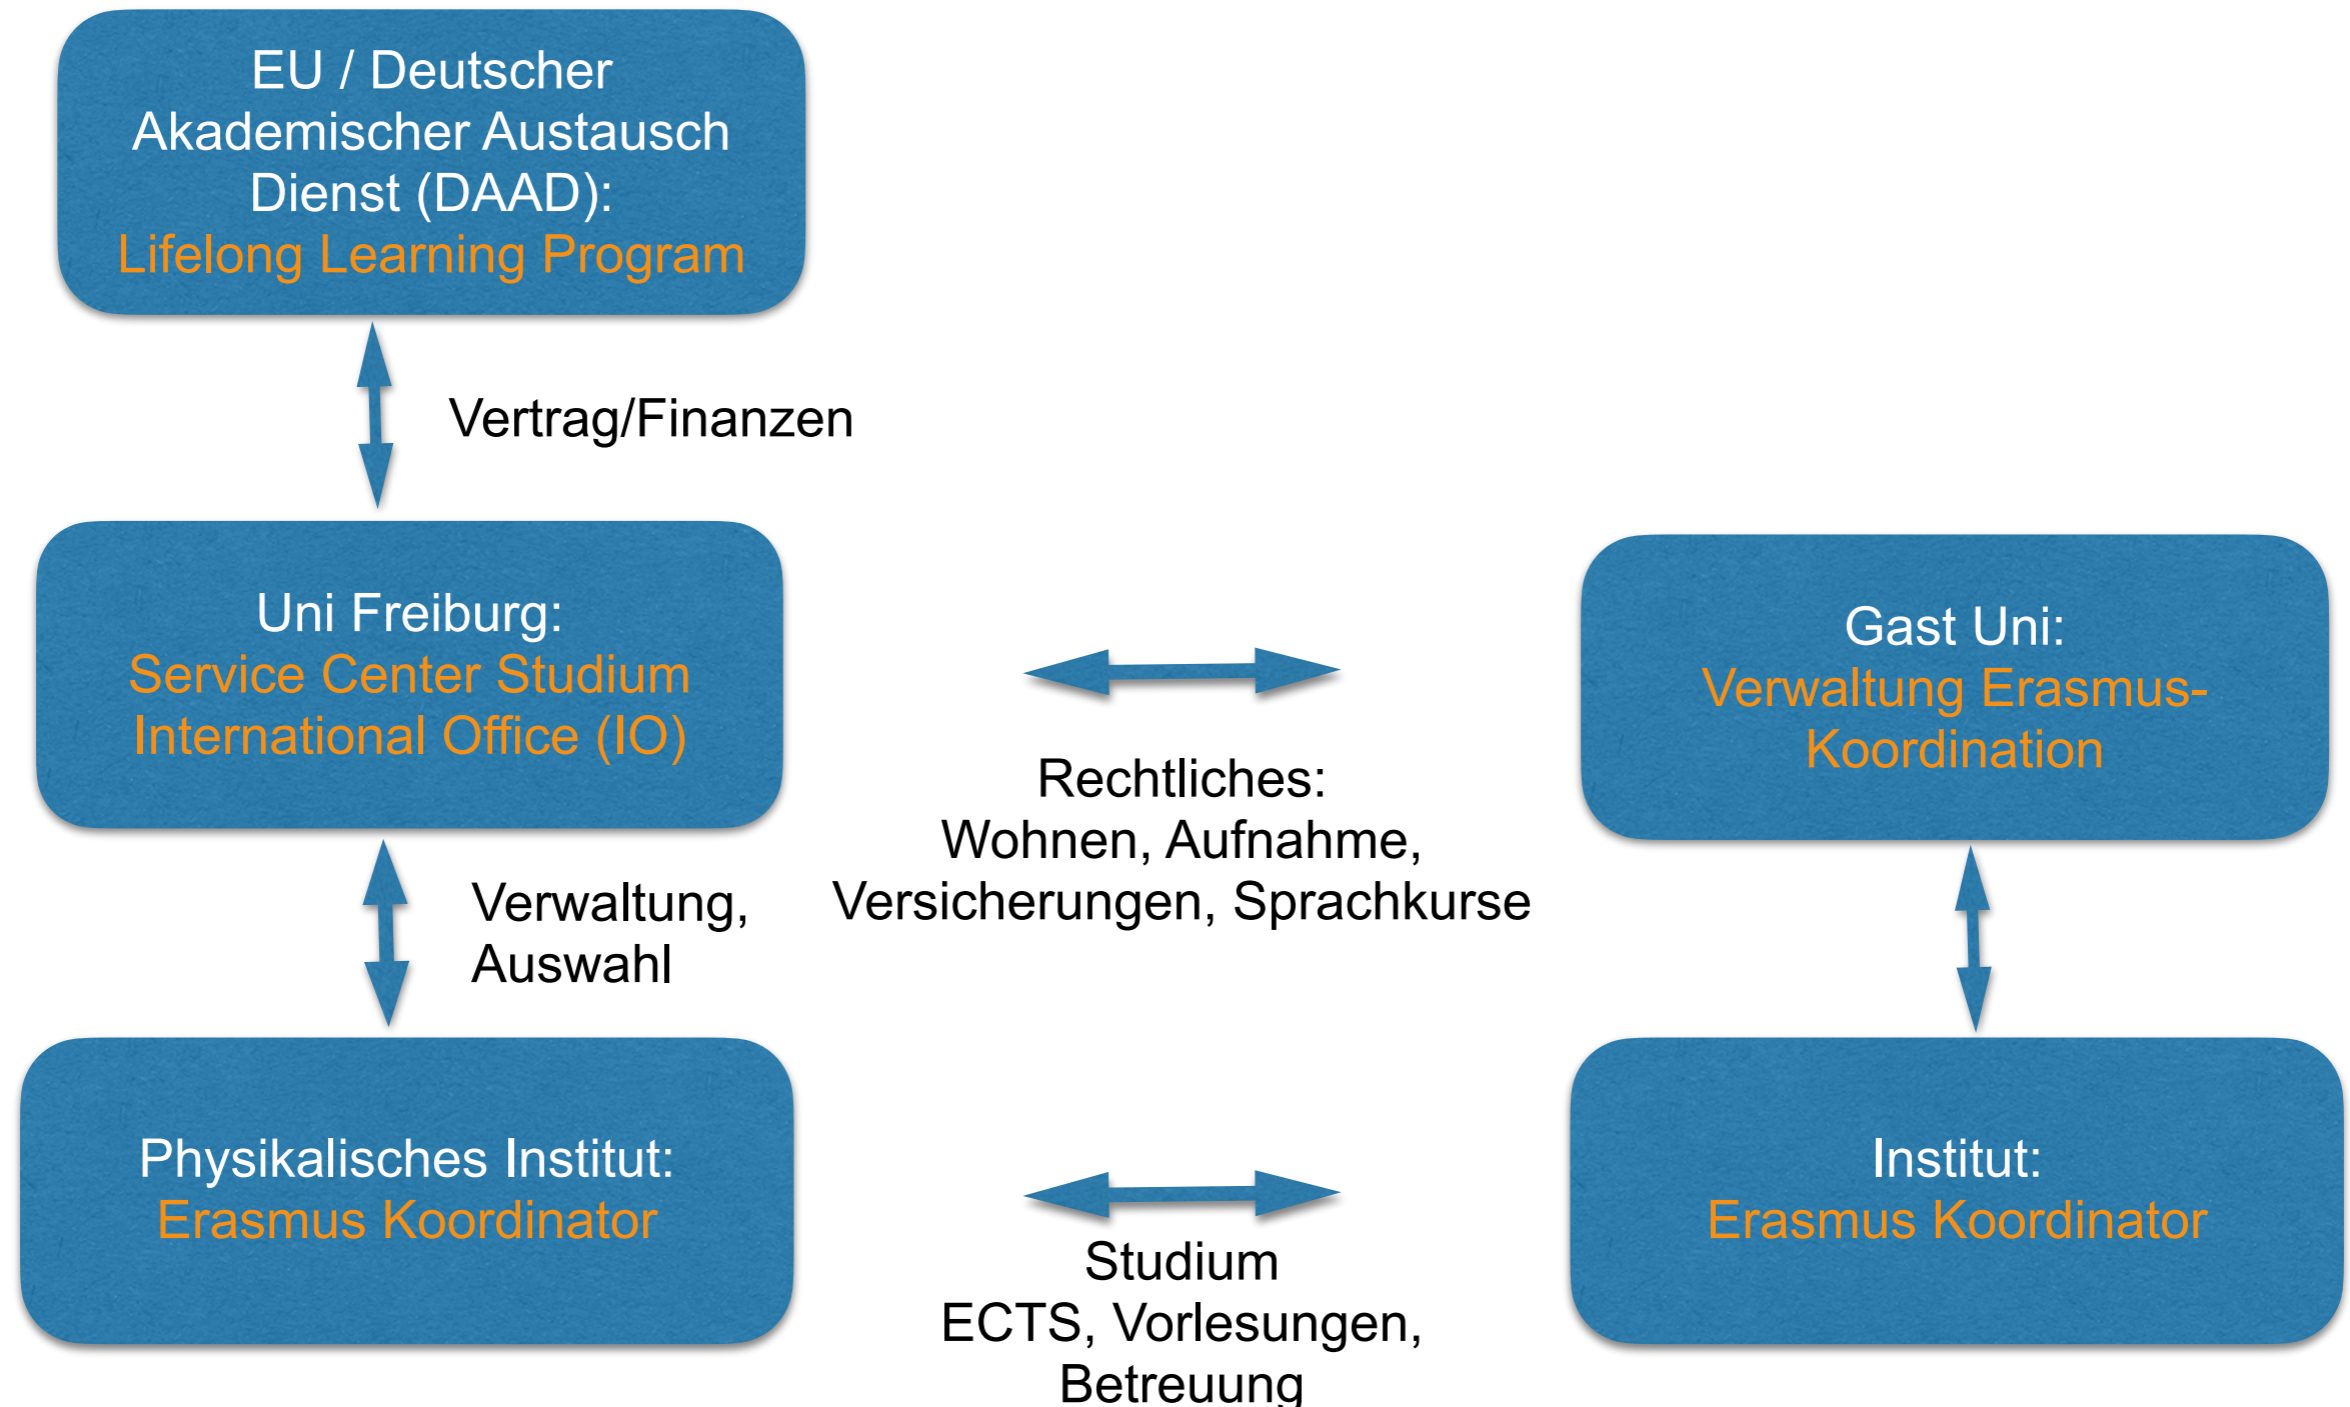 EU / Deutscher
Akademischer Austausch
Dienst (DAAD):
Lifelong Learning Program
Vertrag/Finanzen
Uni Freiburg:
Service Center Studium
International Office (IO)
Gast Uni:
Verwaltung Erasmus-
Koordination
Rechtliches:
Wohnen, Aufnahme,
Versicherungen, Sprachkurse
Verwaltung,
Auswahl
Physikalisches Institut:
Erasmus Koordinator
Institut:
Erasmus Koordinator
Studium
ECTS, Vorlesungen,
Betreuung